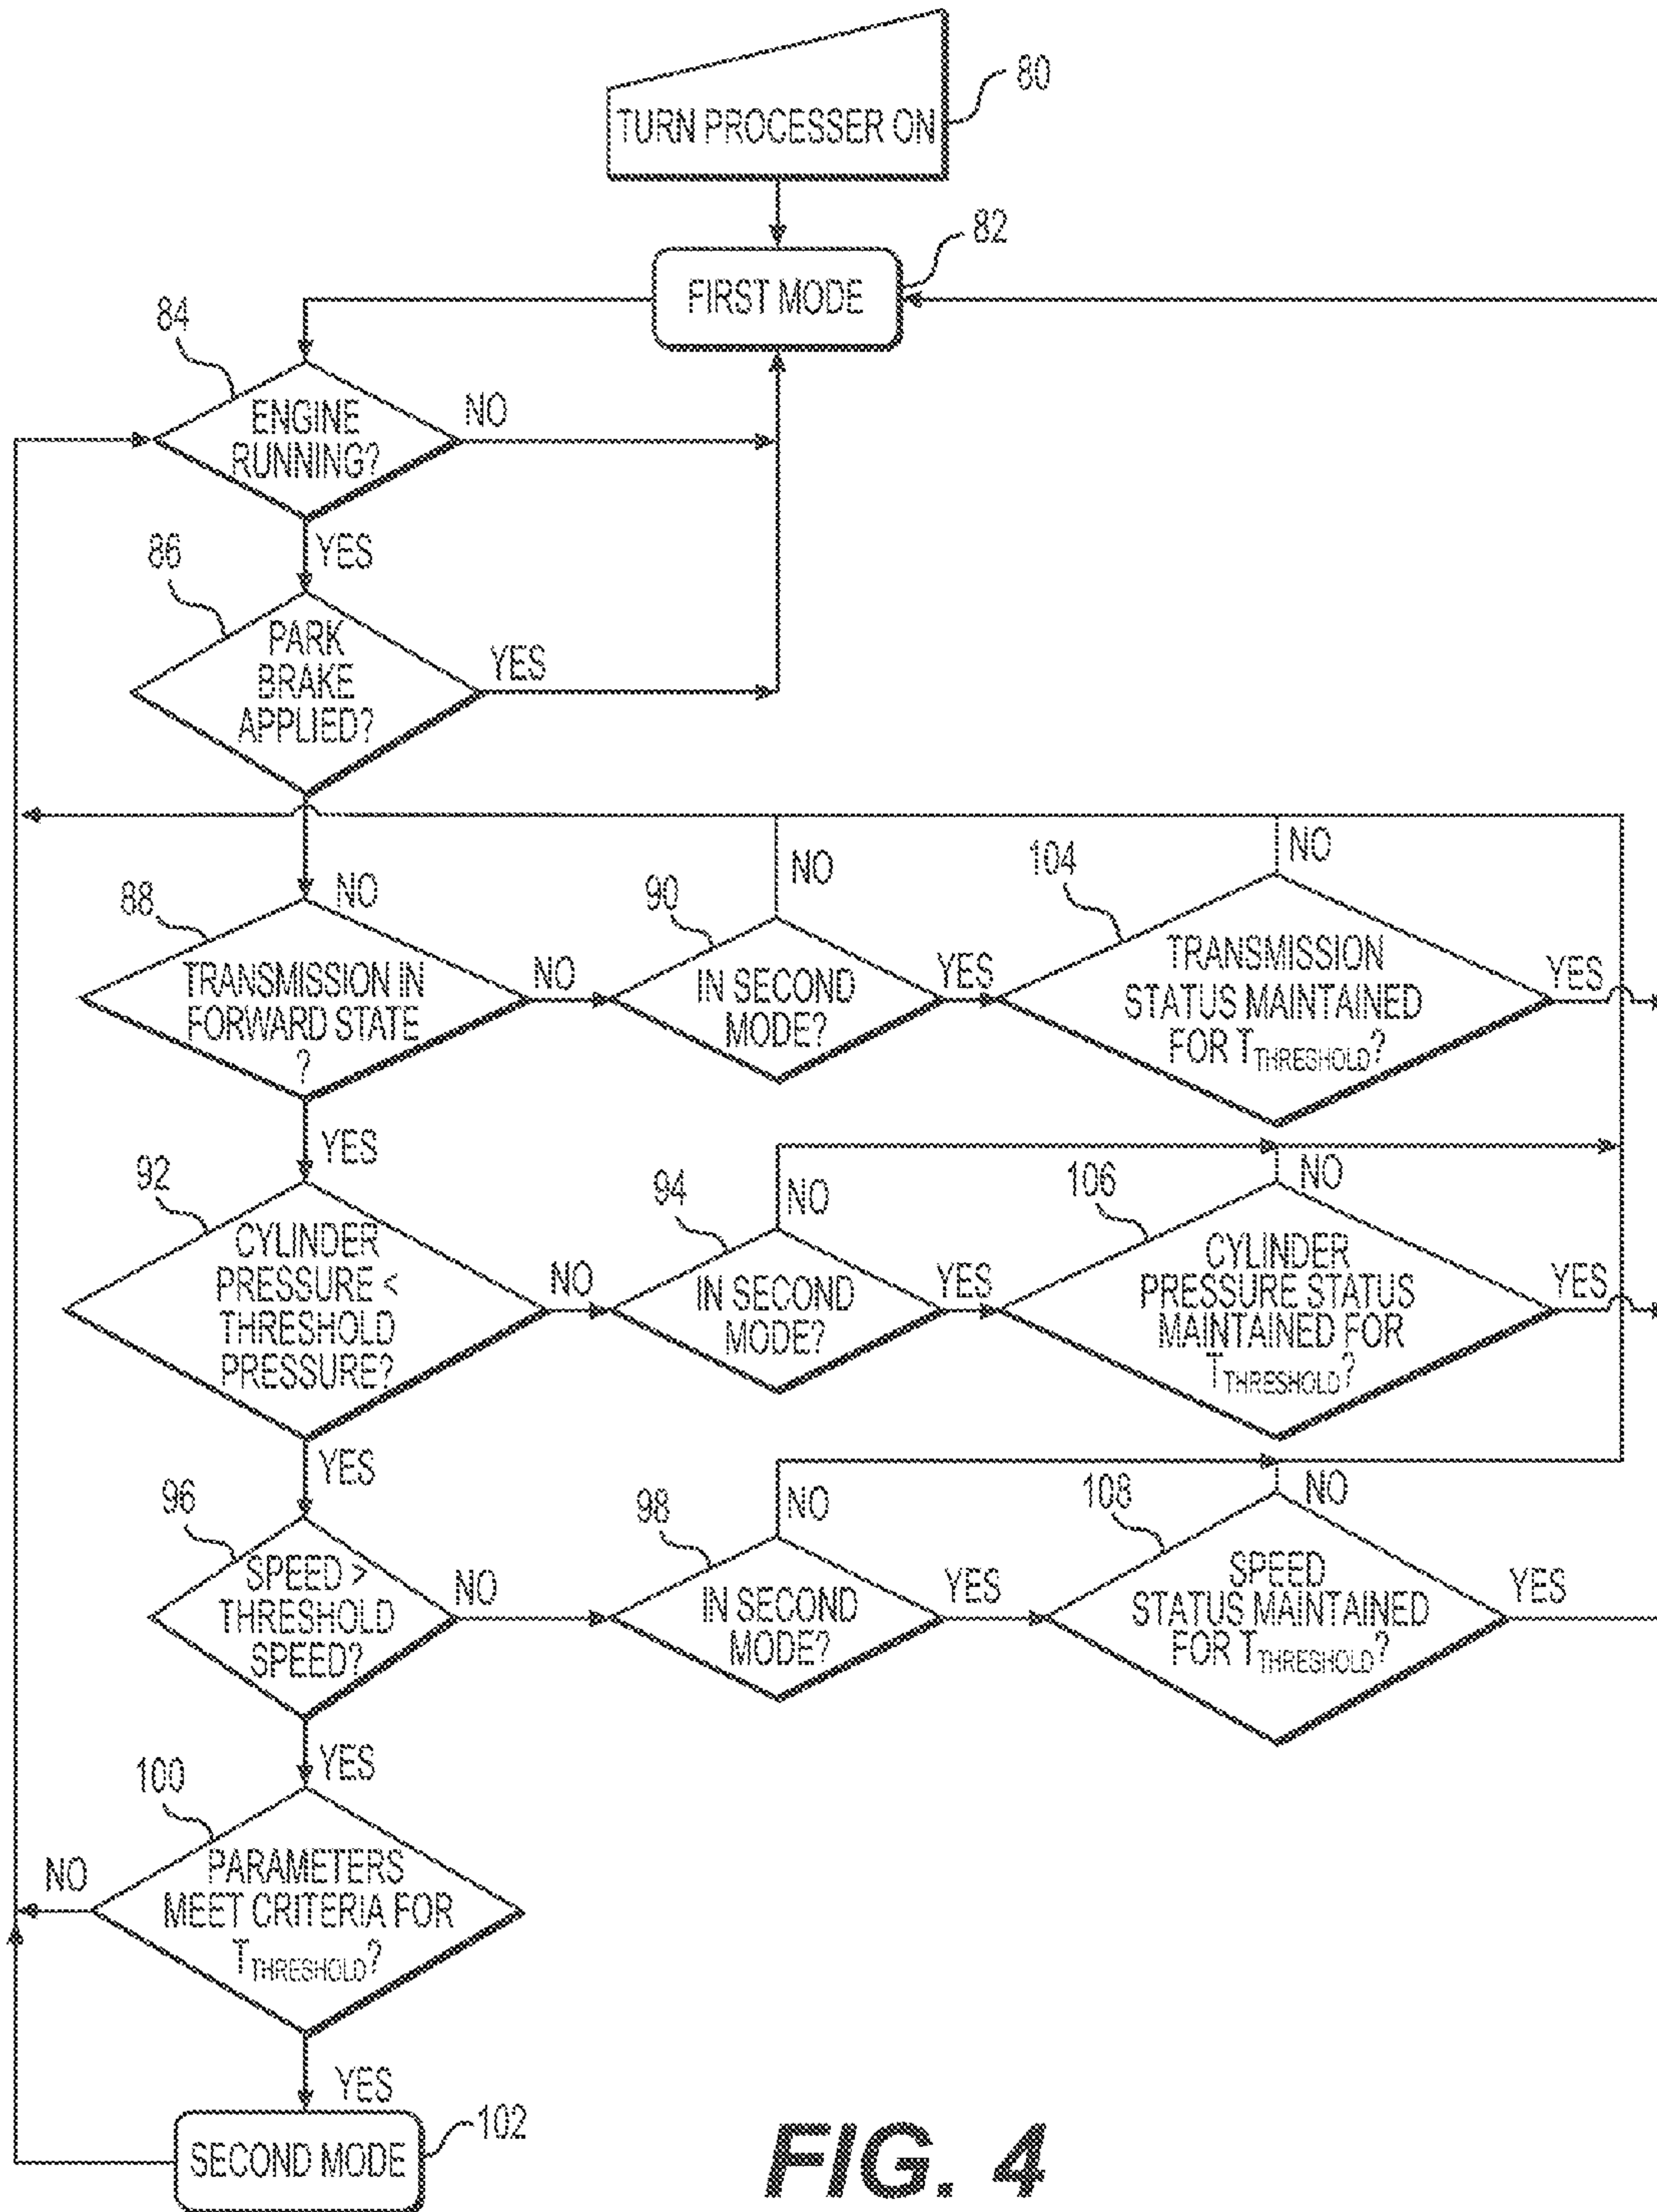 TURN PROCESSER ON
80
FIRST MODE
82
84
ENGINE
RUNNING?
NO
YES
86
PARK
BRAKE
APPLIED?
YES
NO
88
TRANSMISSION IN
FORWARD STATE
?
NO
90
IN SECOND
MODE?
NO
YES
104
TRANSMISSION
STATUS MAINTAINED
FOR TTHRESHOLD?
NO
YES
YES
92
CYLINDER
PRESSURE <
THRESHOLD
PRESSURE?
NO
94
IN SECOND
MODE?
NO
YES
106
CYLINDER
PRESSURE STATUS
MAINTAINED FOR
TTHRESHOLD?
NO
YES
YES
96
SPEED >
THRESHOLD
SPEED?
NO
98
IN SECOND
MODE?
NO
YES
108
SPEED
STATUS MAINTAINED
FOR TTHRESHOLD?
NO
YES
YES
100
PARAMETERS
MEET CRITERIA FOR
TTHRESHOLD?
NO
YES
SECOND MODE
102
FIG. 4